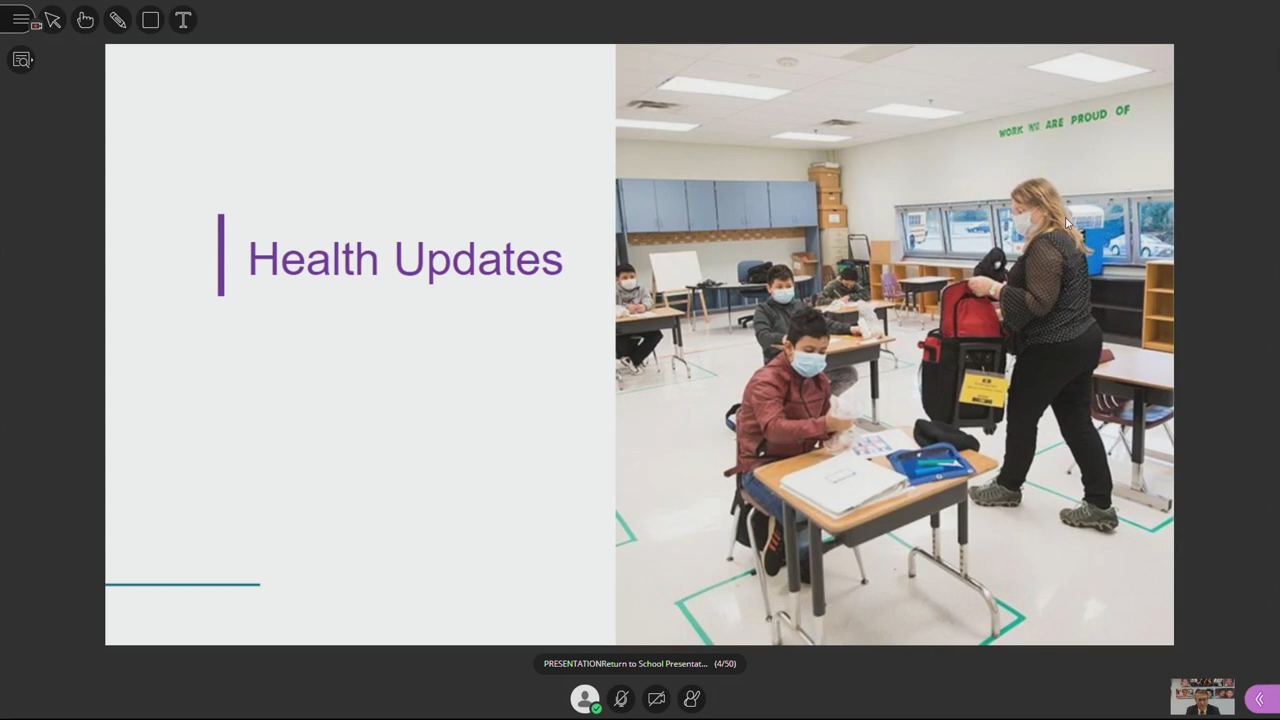 Health Updates
WORK WE ARE PROUD OF
PRESENTATIONReturn to School Presentat... (4/50)